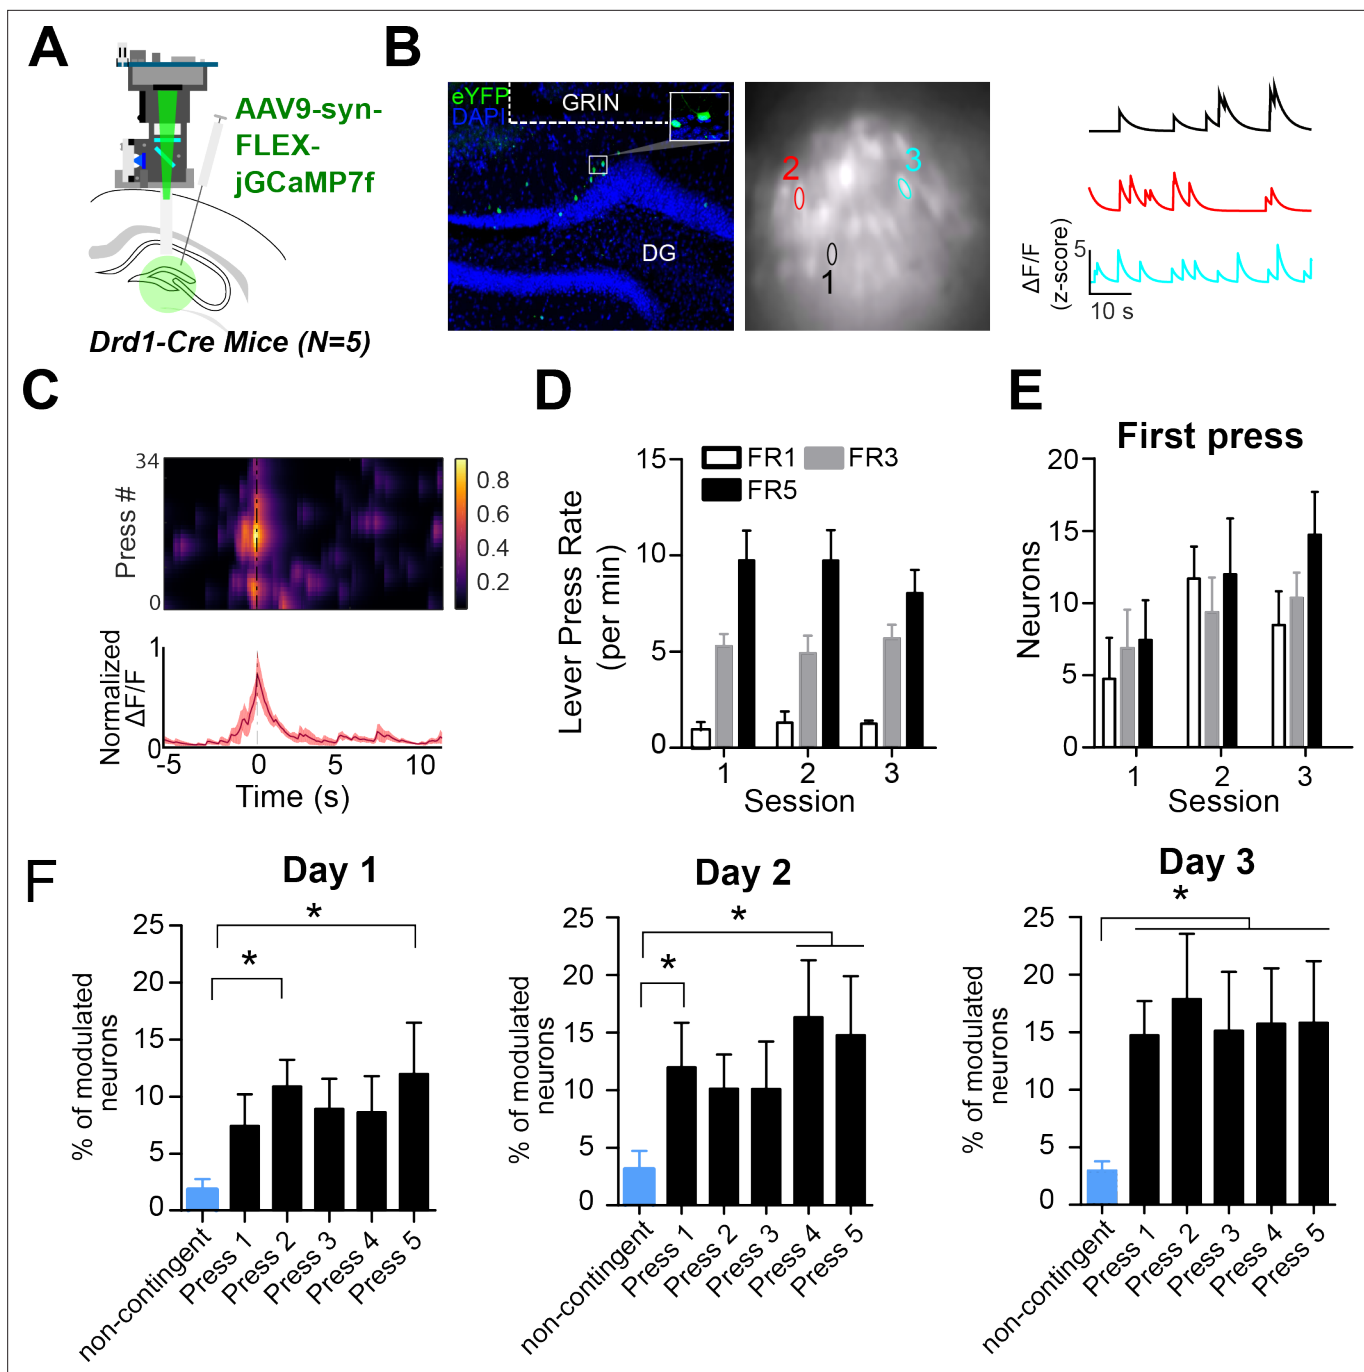 A
AAV9-syn-
FLEX-
jGCaMP7f
Drd1-Cre Mice (N=5)
B
eYFP
DAPI
GRIN
DG
2
3
1
5
ΔF/F
(z-score)
10 s
C
34
Press #
0
0.8
0.6
0.4
0.2
1
Normalized
ΔF/F
0
-5 0 5 10
Time (s)
D
FR1 FR3
FR5
15
10
5
0
Lever Press Rate
(per min)
1 2 3
Session
E
First press
20
15
10
5
0
Neurons
1 2 3
Session
F
Day 1
25
20
15
10
5
0
% of modulated
neurons
*
*
non-contingent
Press 1
Press 2
Press 3
Press 4
Press 5
Day 2
25
20
15
10
5
0
% of modulated
neurons
*
*
non-contingent
Press 1
Press 2
Press 3
Press 4
Press 5
Day 3
25
20
15
10
5
0
% of modulated
neurons
*
non-contingent
Press 1
Press 2
Press 3
Press 4
Press 5